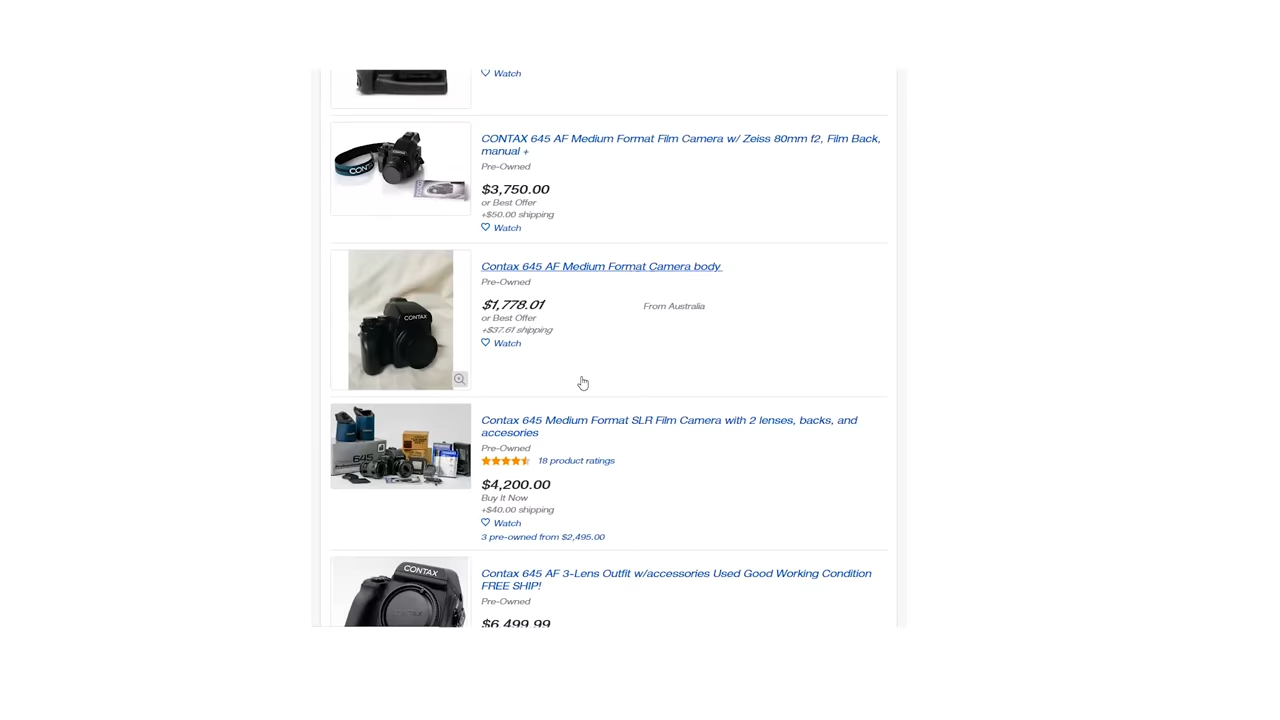 Watch
CONTAX 645 AF Medium Format Film Camera w/ Zeiss 80mm f2, Film Back,
manual +
Pre-Owned
$3,750.00
or Best Offer
+$50.00 shipping
Watch
CONTAX
Contax 645 AF Medium Format Camera body
Pre-Owned
$1,778.01
From Australia
or Best Offer
+$37.61 shipping
Watch
CONTAX
Contax 645 Medium Format SLR Film Camera with 2 lenses, backs, and
accesories
Pre-Owned
18 product ratings
$4,200.00
Buy It Now
+$40.00 shipping
Watch
3 pre-owned from $2,495.00
645
Contax 645 AF 3-Lens Outfit w/accessories Used Good Working Condition
FREE SHIP!
Pre-Owned
$6,499.99
CONTAX